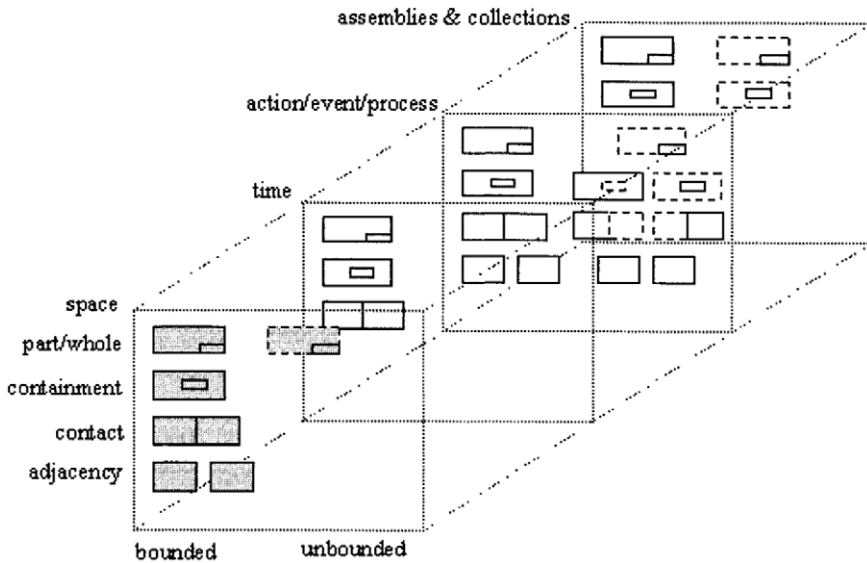 assemblies & collections
action/event/process
time
space
part/whole
containment
contact
adjacency
bounded
unbounded